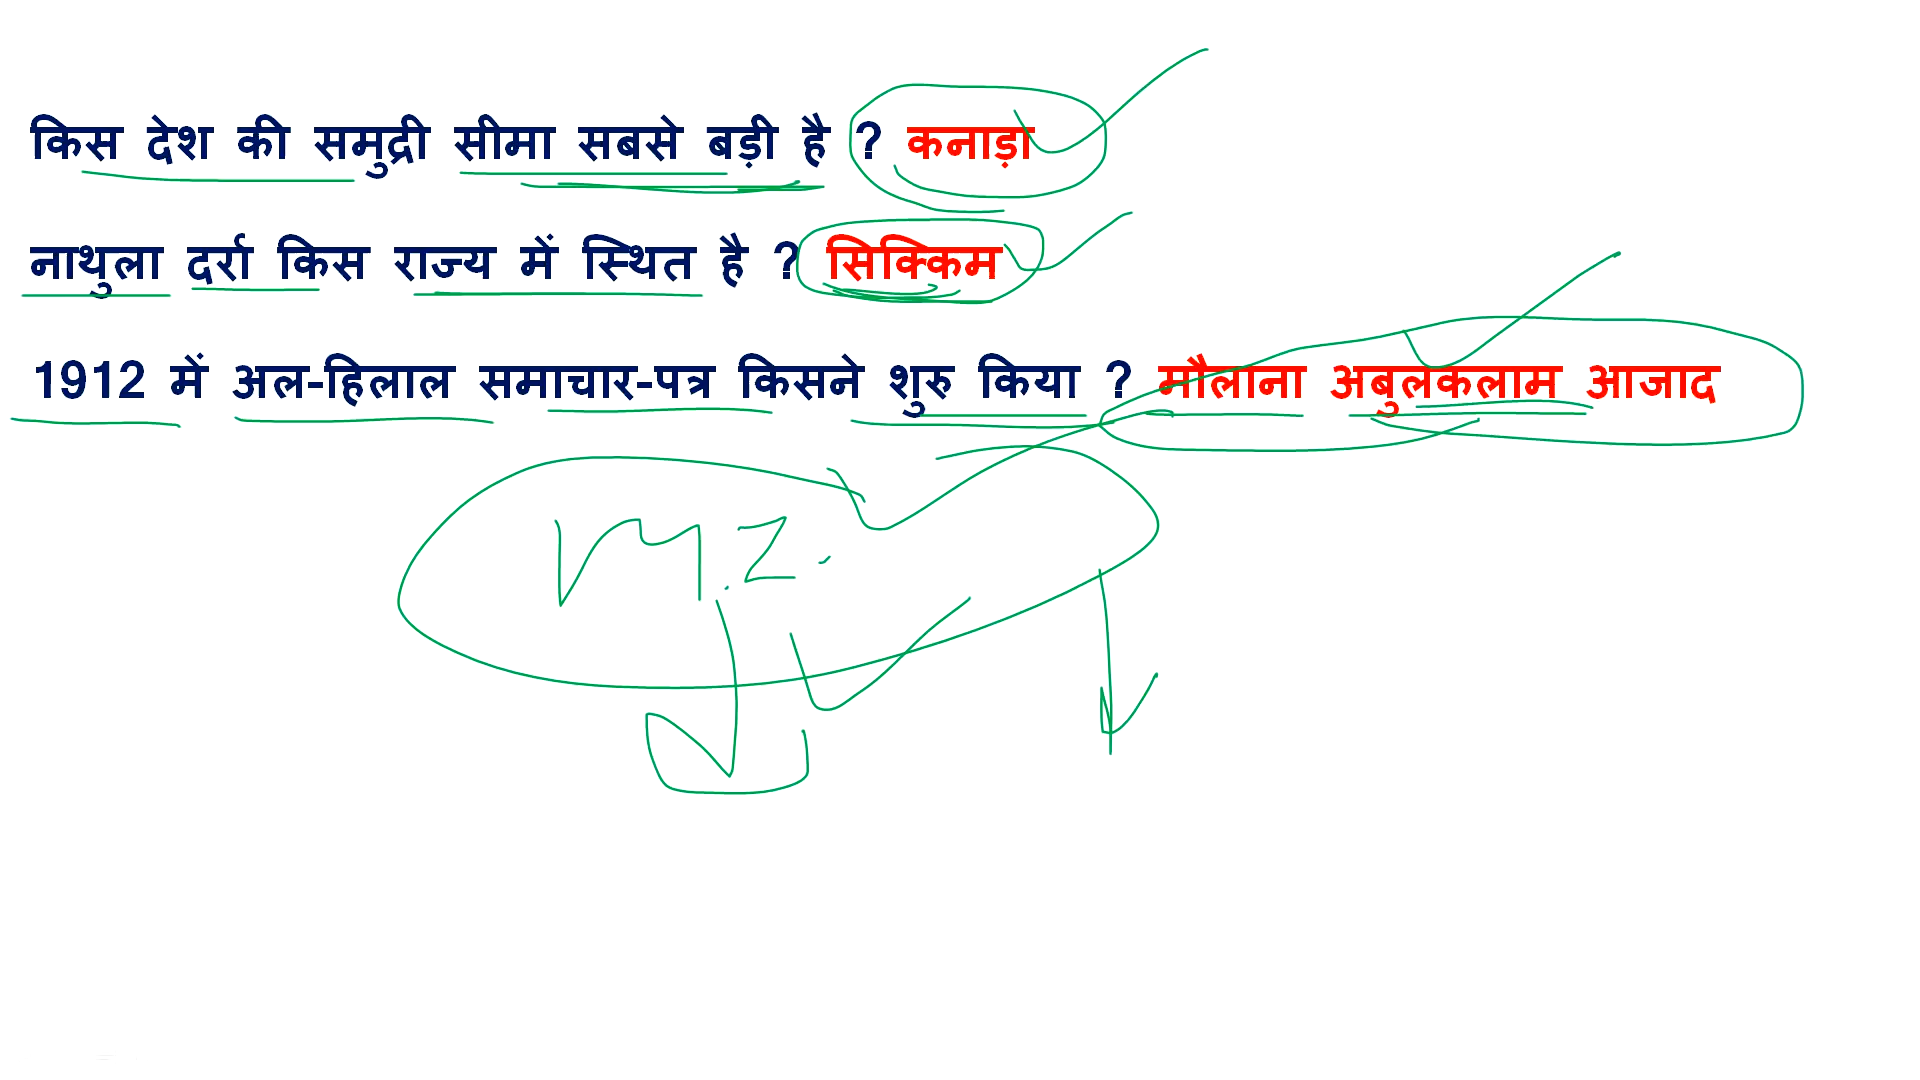 किस देश की समुद्री सीमा सबसे बड़ी है ? कनाड़ा
नाथुला दर्रा किस राज्य में स्थित है ? सिक्किम
1912 में अल-हिलाल समाचार-पत्र किसने शुरु किया ? मौलाना अबुलकलाम आजाद
M.Z.